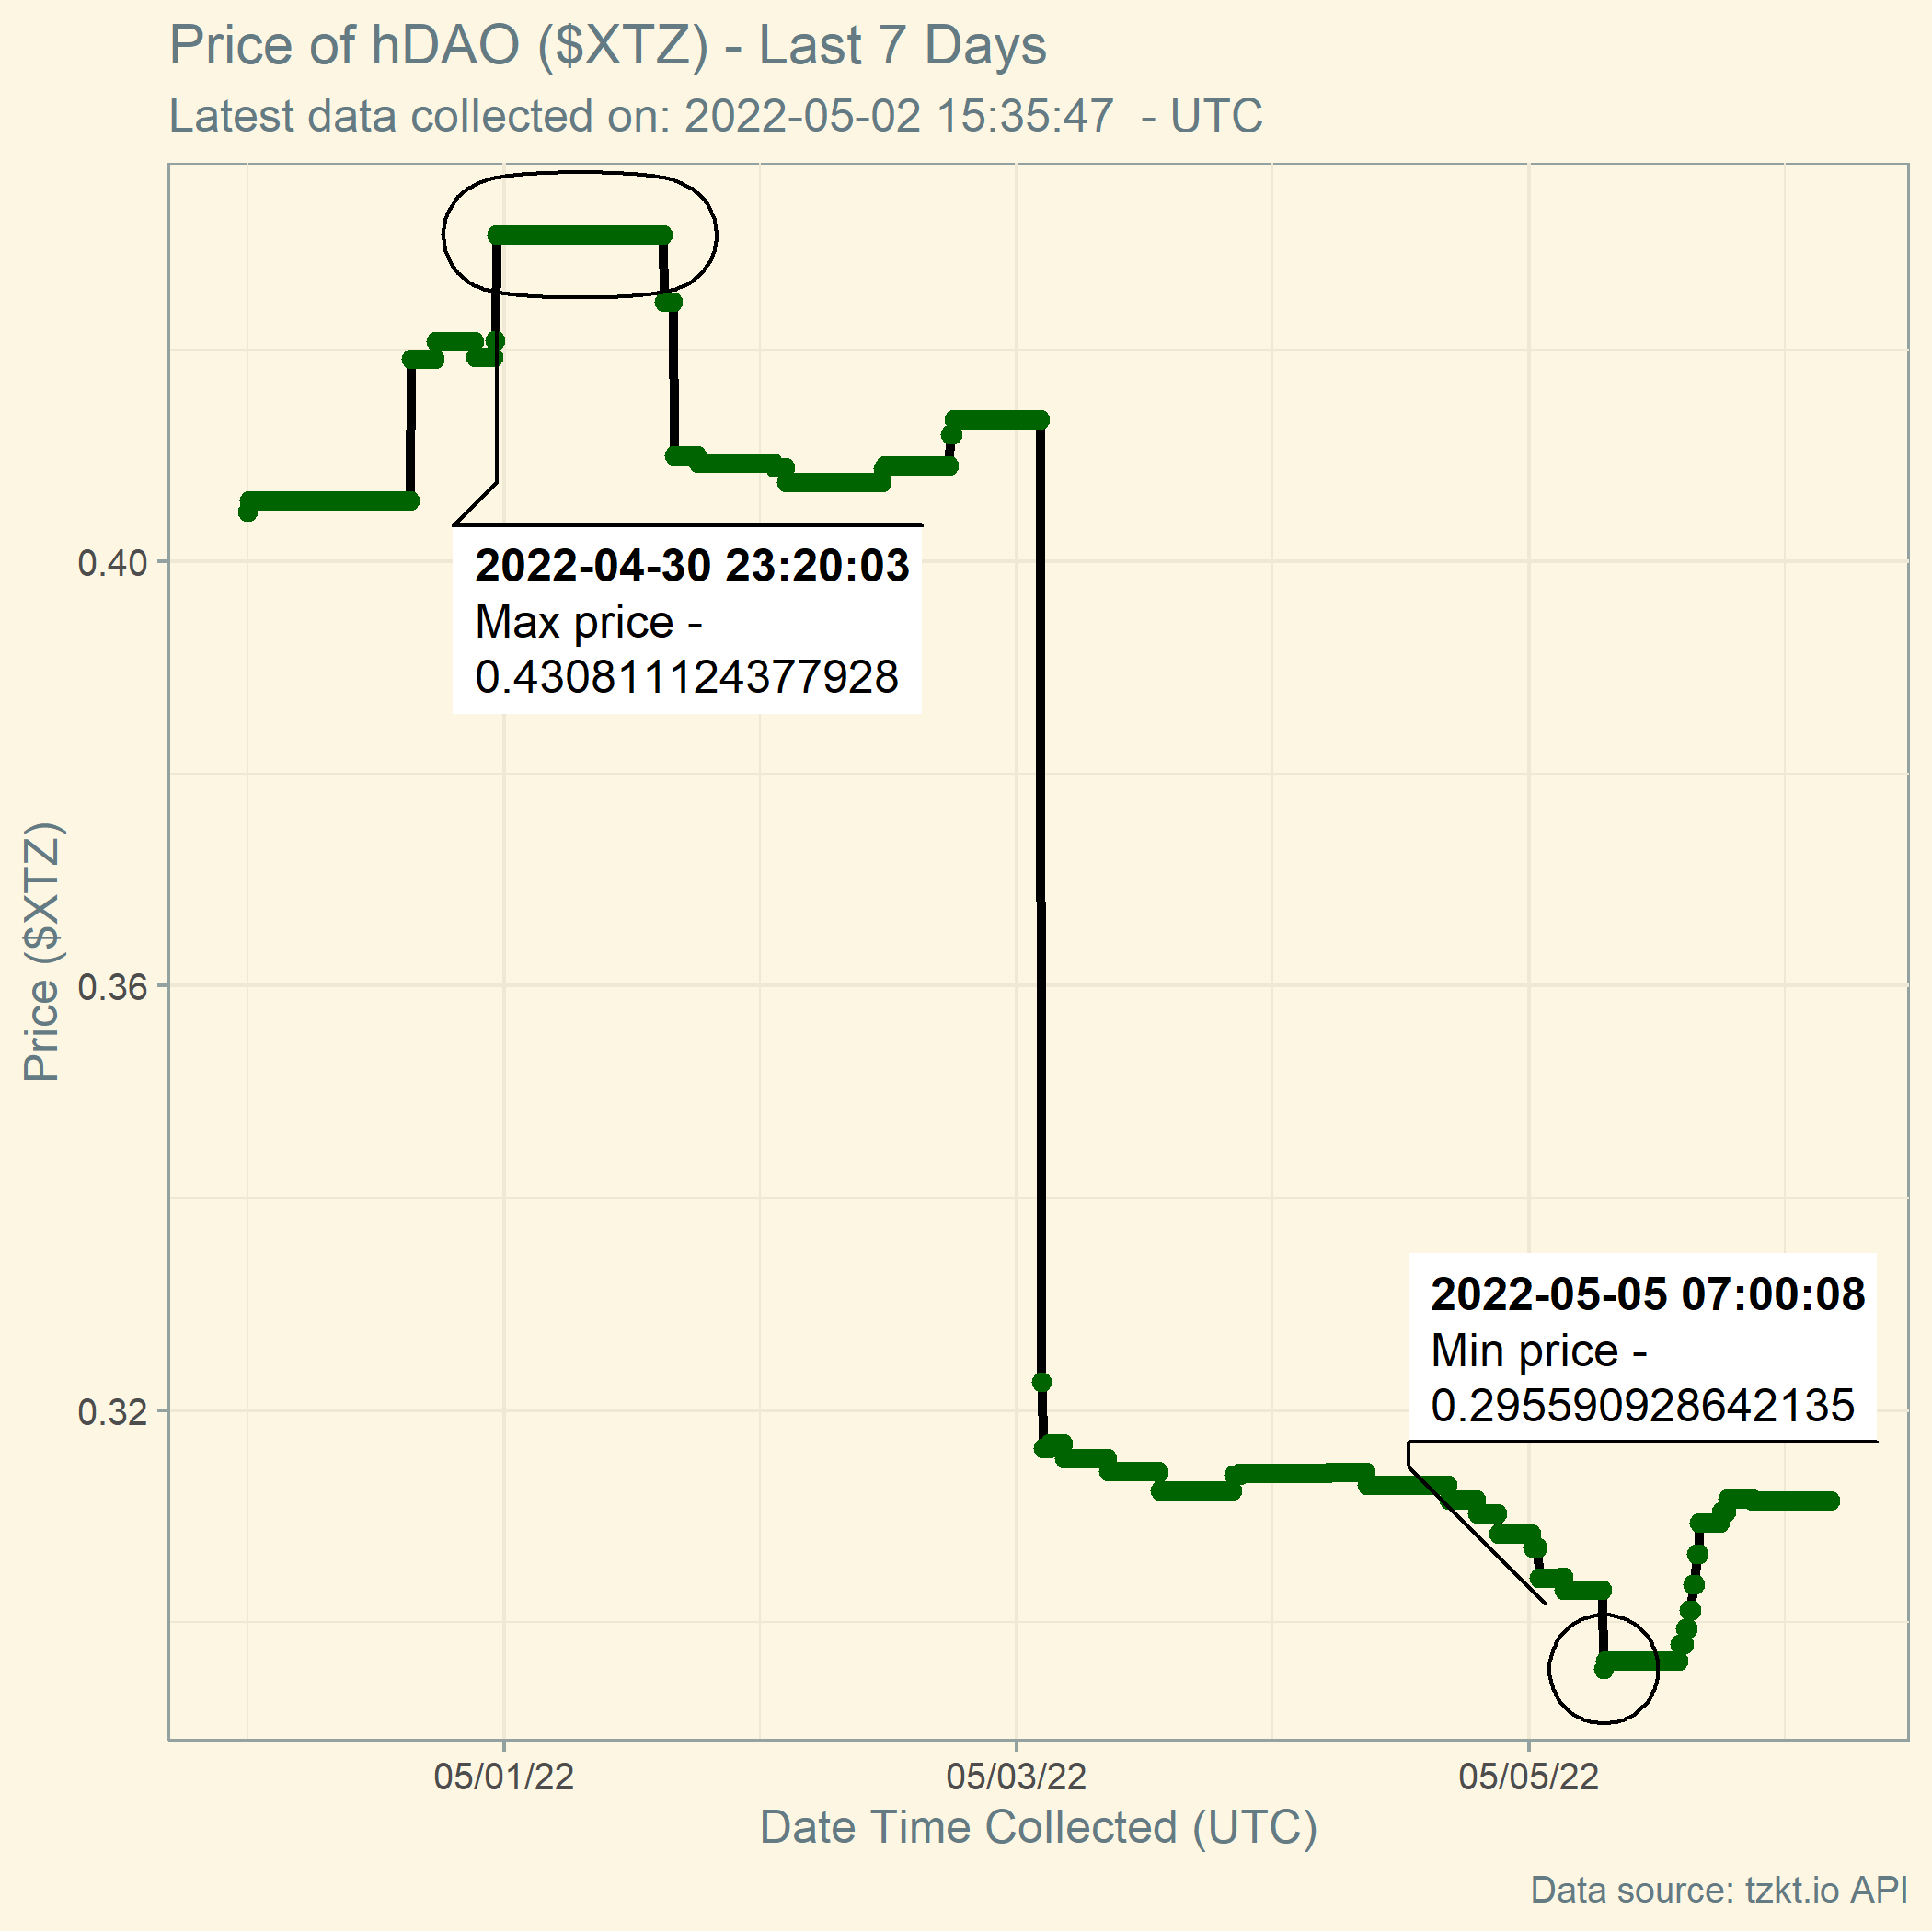 Price of hDAO ($XTZ) - Last 7 Days
Latest data collected on: 2022-05-02 15:35:47  - UTC
2022-04-30 23:20:03
Max price -
0.430811124377928
0.40
0.36
0.32
Price ($XTZ)
2022-05-05 07:00:08
Min price -
0.295590928642135
05/01/22
05/03/22
05/05/22
Date Time Collected (UTC)
Data source: tzkt.io API